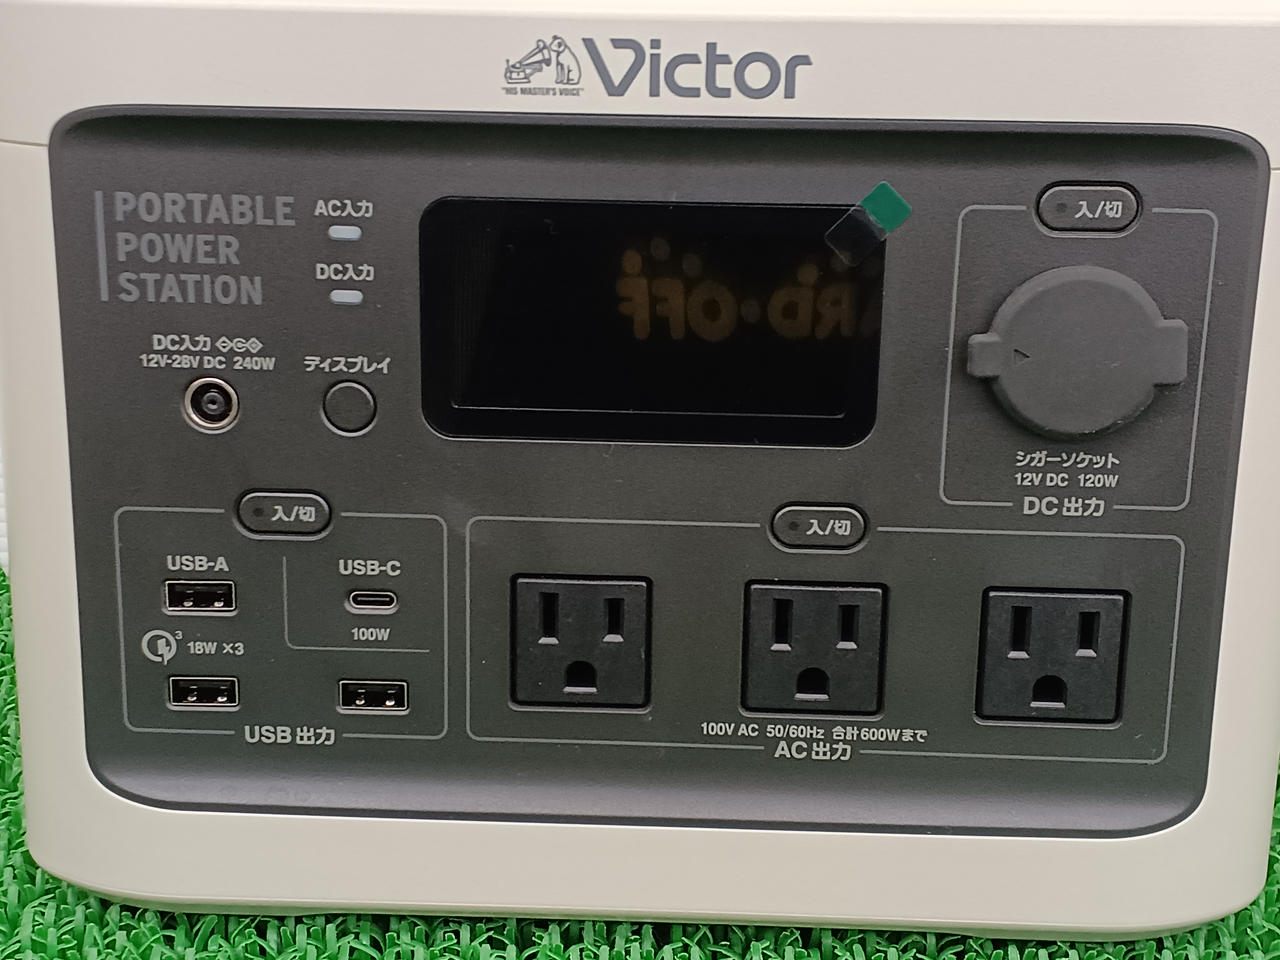 "HIS MASTER'S VOICE"
Victor
PORTABLE
POWER
STATION
AC入力
DC入力
DC入力
12V-28V DC 240W
ディスプレイ
入/切
シガーソケット
12V DC 120W
DC出力
入/切
USB-A
USB-C
100W
3
18W ×3
USB出力
入/切
100V AC 50/60Hz 合計600Wまで
AC出力
ARD·OFF